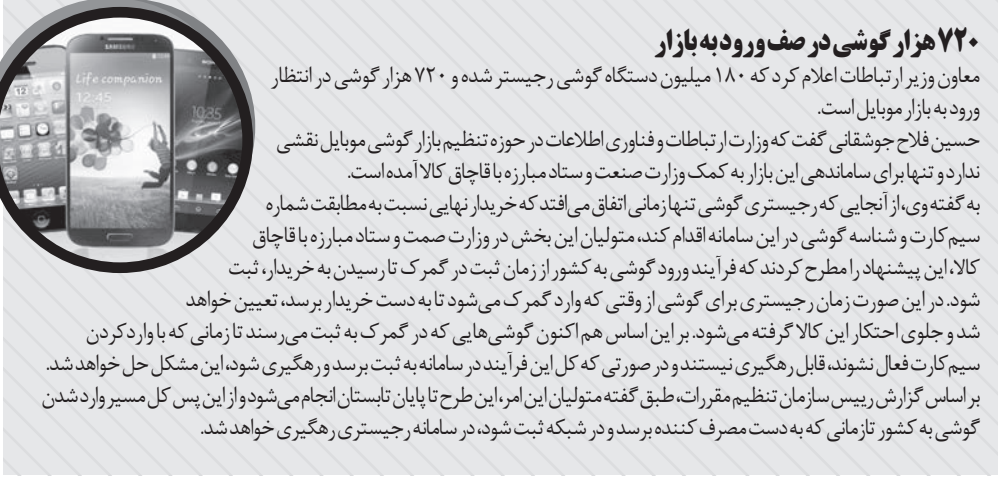 ۷۲۰ هزار گوشی در صف ورود به بازار
معاون وزیر ارتباطات اعلام کرد که ۱۸۰ میلیون دستگاه گوشی رجیستر شده و ۷۲۰ هزار گوشی در انتظار
ورود به بازار موبایل است.
حسین فلاح جوشقانی گفت که وزارت ارتباطات و فناوری اطلاعات در حوزه تنظیم بازار گوشی موبایل نقشی
ندارد و تنها برای ساماندهی این بازار به کمک وزارت صنعت و ستاد مبارزه با قاچاق کالا آمده است.
به گفته وی، از آنجایی که رجیستری گوشی تنها زمانی اتفاق می‌افتد که خریدار نهایی نسبت به مطابقت شماره
سیم کارت و شناسه گوشی در این سامانه اقدام کند، متولیان این بخش در وزارت صمت و ستاد مبارزه با قاچاق
کالا، این پیشنهاد را مطرح کردند که فرآیند ورود گوشی به کشور از زمان ثبت در گمرک تا رسیدن به خریدار، ثبت
شود. در این صورت زمان رجیستری برای گوشی از وقتی که وارد گمرک می‌شود تا به دست خریدار برسد، تعیین خواهد
شد و جلوی احتکار این کالا گرفته می‌شود. بر این اساس هم اکنون گوشی‌هایی که در گمرک به ثبت می‌رسند تا زمانی که با وارد کردن
سیم کارت فعال نشوند، قابل رهگیری نیستند و در صورتی که کل این فرآیند در سامانه به ثبت برسد و رهگیری شود، این مشکل حل خواهد شد.
بر اساس گزارش رییس سازمان تنظیم مقررات، طبق گفته متولیان این امر، این طرح تا پایان تابستان انجام می‌شود و از این پس کل مسیر وارد شدن
گوشی به کشور تا زمانی که به دست مصرف کننده برسد و در شبکه ثبت شود، در سامانه رجیستری رهگیری خواهد شد.
SAMSUNG
Life companion
12:45
10:35